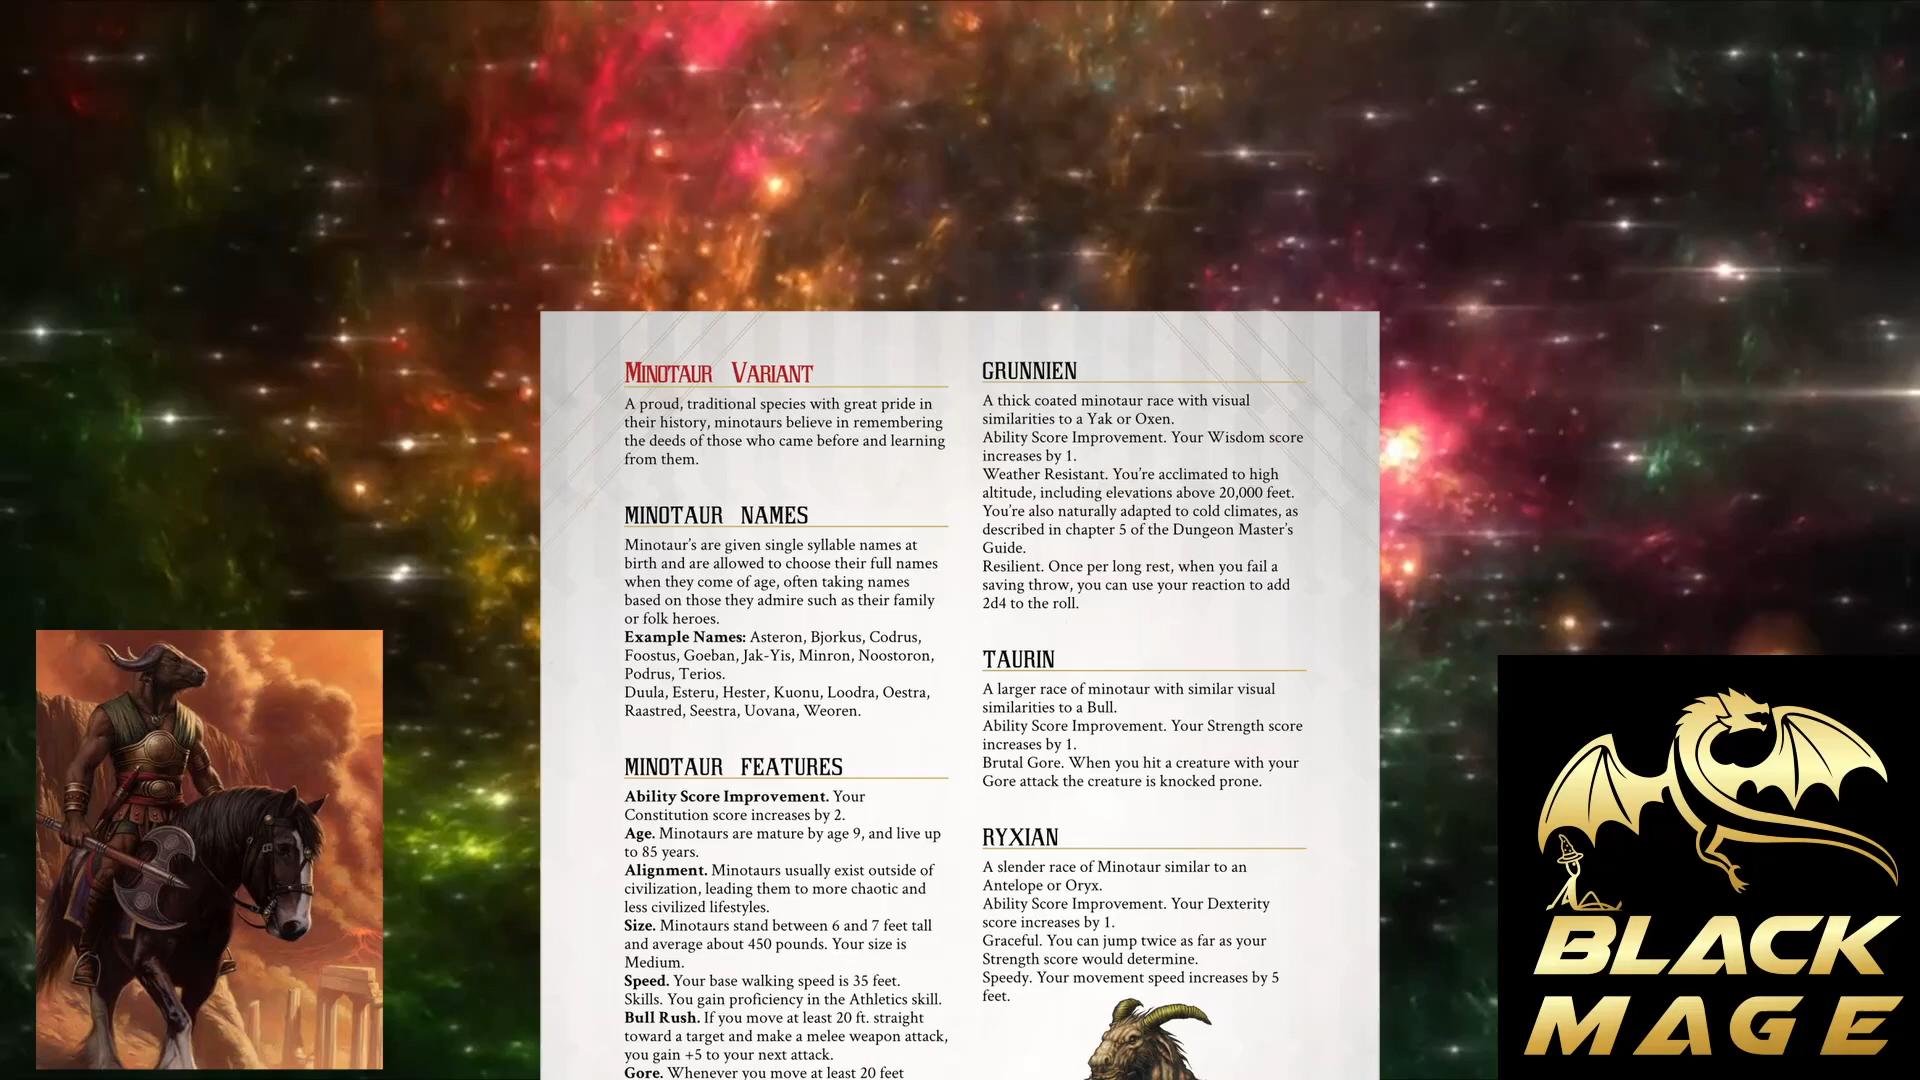 Minotaur Variant
A proud, traditional species with great pride in
their history, minotaurs believe in remembering
the deeds of those who came before and learning
from them.
MINOTAUR NAMES
Minotaur's are given single syllable names at
birth and are allowed to choose their full names
when they come of age, often taking names
based on those they admire such as their family
or folk heroes.
Example Names: Asteron, Bjorkus, Codrus,
Foostus, Goeban, Jak-Yis, Minron, Noostoron,
Podrus, Terios.
Duula, Esteru, Hester, Kuonu, Loodra, Oestra,
Raastred, Seestra, Uovana, Weoren.
MINOTAUR FEATURES
Ability Score Improvement. Your
Constitution score increases by 2.
Age. Minotaurs are mature by age 9, and live up
to 85 years.
Alignment. Minotaurs usually exist outside of
civilization, leading them to more chaotic and
less civilized lifestyles.
Size. Minotaurs stand between 6 and 7 feet tall
and average about 450 pounds. Your size is
Medium.
Speed. Your base walking speed is 35 feet.
Skills. You gain proficiency in the Athletics skill.
Bull Rush. If you move at least 20 ft. straight
toward a target and make a melee weapon attack,
you gain +5 to your next attack.
Gore. Whenever you move at least 20 feet
GRUNNIEN
A thick coated minotaur race with visual
similarities to a Yak or Oxen.
Ability Score Improvement. Your Wisdom score
increases by 1.
Weather Resistant. You're acclimated to high
altitude, including elevations above 20,000 feet.
You're also naturally adapted to cold climates, as
described in chapter 5 of the Dungeon Master's
Guide.
Resilient. Once per long rest, when you fail a
saving throw, you can use your reaction to add
2d4 to the roll.
TAURIN
A larger race of minotaur with similar visual
similarities to a Bull.
Ability Score Improvement. Your Strength score
increases by 1.
Brutal Gore. When you hit a creature with your
Gore attack the creature is knocked prone.
RYXIAN
A slender race of Minotaur similar to an
Antelope or Oryx.
Ability Score Improvement. Your Dexterity
score increases by 1.
Graceful. You can jump twice as far as your
Strength score would determine.
Speedy. Your movement speed increases by 5
feet.
BLACK
MAGE